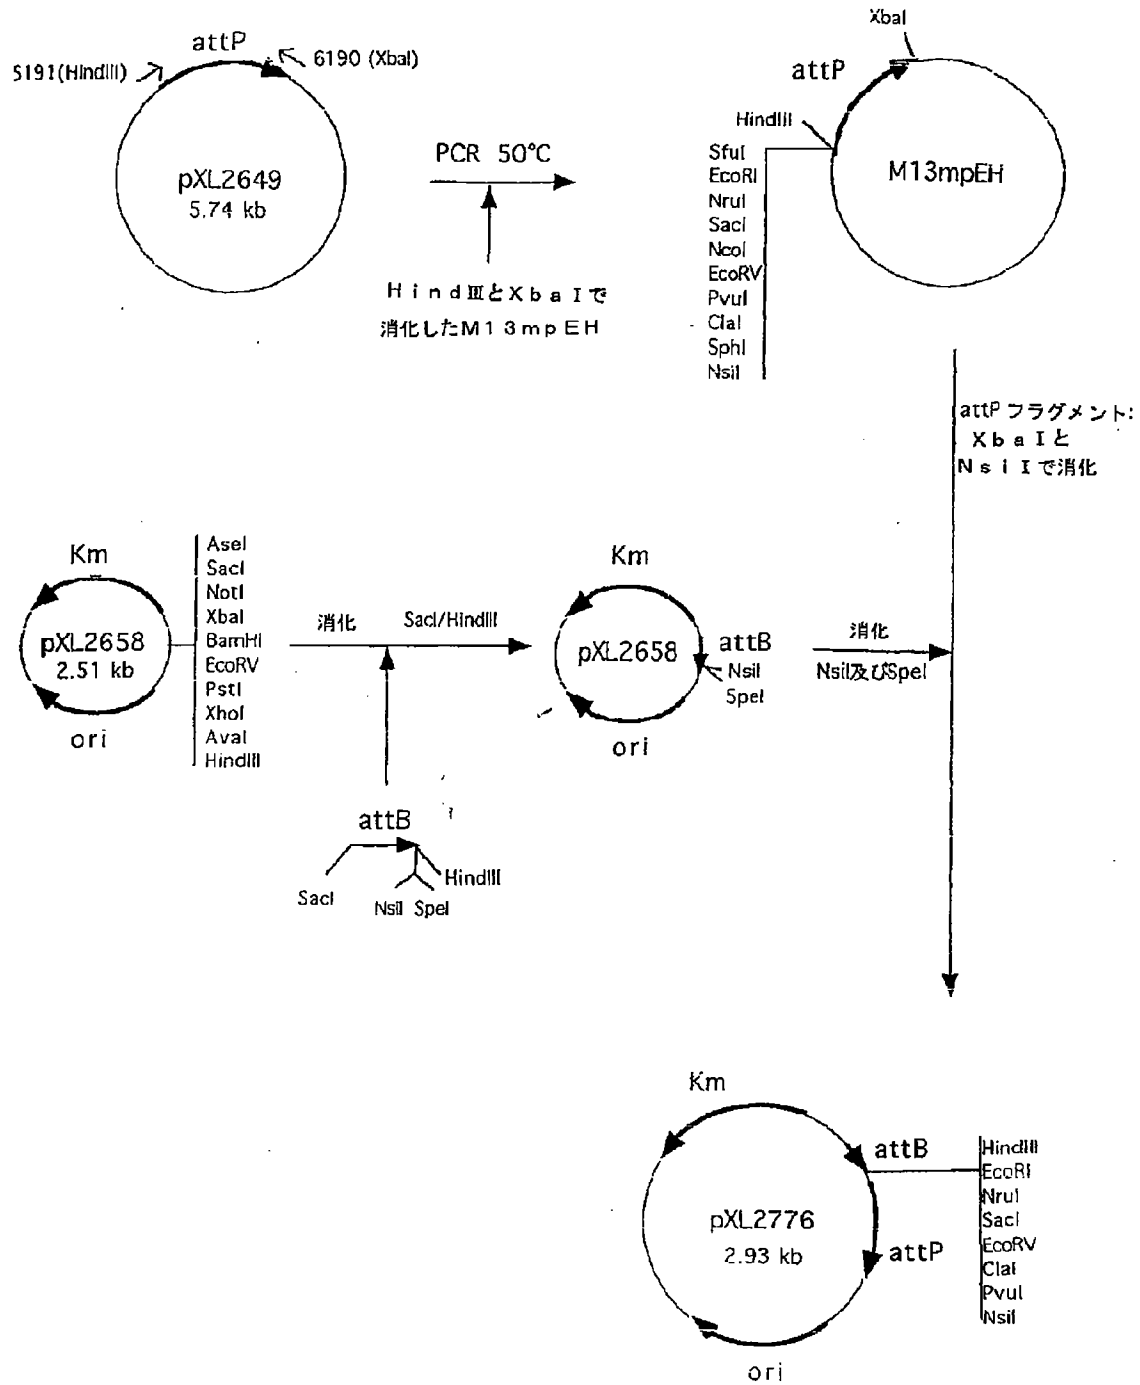 attP
5191(HindIII)
6190 (XbaI)
pXL2649
5.74 kb
PCR 50°C
HindⅢとXbaⅠで
消化したM13mpEH
XbaI
attP
HindIII
M13mpEH
SfuI
EcoRI
NruI
SacI
NcoI
EcoRV
PvuI
ClaI
SphI
NsiI
attPフラグメント:
XbaⅠと
NsiⅠで消化
Km
pXL2658
2.51 kb
ori
AseI
SacI
NotI
XbaI
BamHI
EcoRV
PstI
XhoI
AvaI
HindIII
消化
SacI/HindIII
attB
SacI
NsiI SpeI
HindIII
Km
pXL2658
attB
NsiI
SpeI
ori
消化
NsiI及びSpeI
Km
attB
pXL2776
2.93 kb
attP
ori
HindIII
EcoRI
NruI
SacI
EcoRV
ClaI
PvuI
NsiI